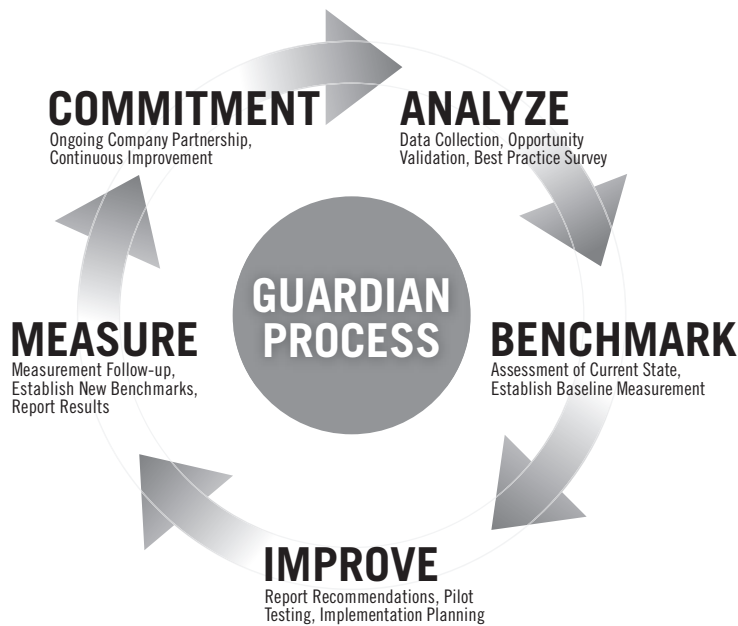 COMMITMENT
Ongoing Company Partnership,
Continuous Improvement
ANALYZE
Data Collection, Opportunity
Validation, Best Practice Survey
GUARDIAN
PROCESS
MEASURE
Measurement Follow-up,
Establish New Benchmarks,
Report Results
BENCHMARK
Assessment of Current State,
Establish Baseline Measurement
IMPROVE
Report Recommendations, Pilot
Testing, Implementation Planning